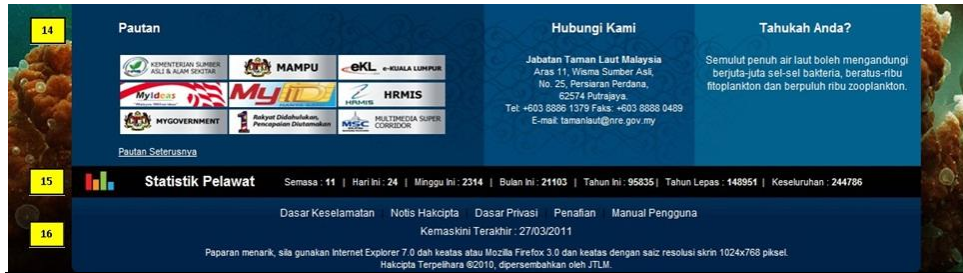 14
Pautan
KEMENTERIAN SUMBER
ASLI & ALAM SEKITAR
MAMPU
eKL e-KUALA LUMPUR
MyIdeas
HRMIS
HRMIS
MYGOVERNMENT
1 Rakyat Didahulukan,
Pencapaian Diutamakan
MSC MULTIMEDIA SUPER
CORRIDOR
Pautan Seterusnya
Hubungi Kami
Jabatan Taman Laut Malaysia
Aras 11, Wisma Sumber Asli,
No. 25, Persiaran Perdana,
62574 Putrajaya.
Tel: +603 8886 1379 Faks: +603 8888 0489
E-mail: tamanlaut@nre.gov.my
Tahukah Anda?
Semulut penuh air laut boleh mengandungi
berjuta-juta sel-sel bakteria, beratus-ribu
fitoplankton dan berpuluh ribu zooplankton.
15
Statistik Pelawat Semasa : 11 | Hari Ini : 24 | Minggu Ini : 2314 | Bulan Ini : 21103 | Tahun Ini : 95835 | Tahun Lepas : 148951 | Keseluruhan : 244786
16
Dasar Keselamatan Notis Hakcipta Dasar Privasi Penafian Manual Pengguna
Kemaskini Terakhir : 27/03/2011
Paparan menarik, sila gunakan Internet Explorer 7.0 dah keatas atau Mozilla Firefox 3.0 dan keatas dengan saiz resolusi skrin 1024x768 piksel.
Hakcipta Terpelihara ©2010, dipersembahkan oleh JTLM.